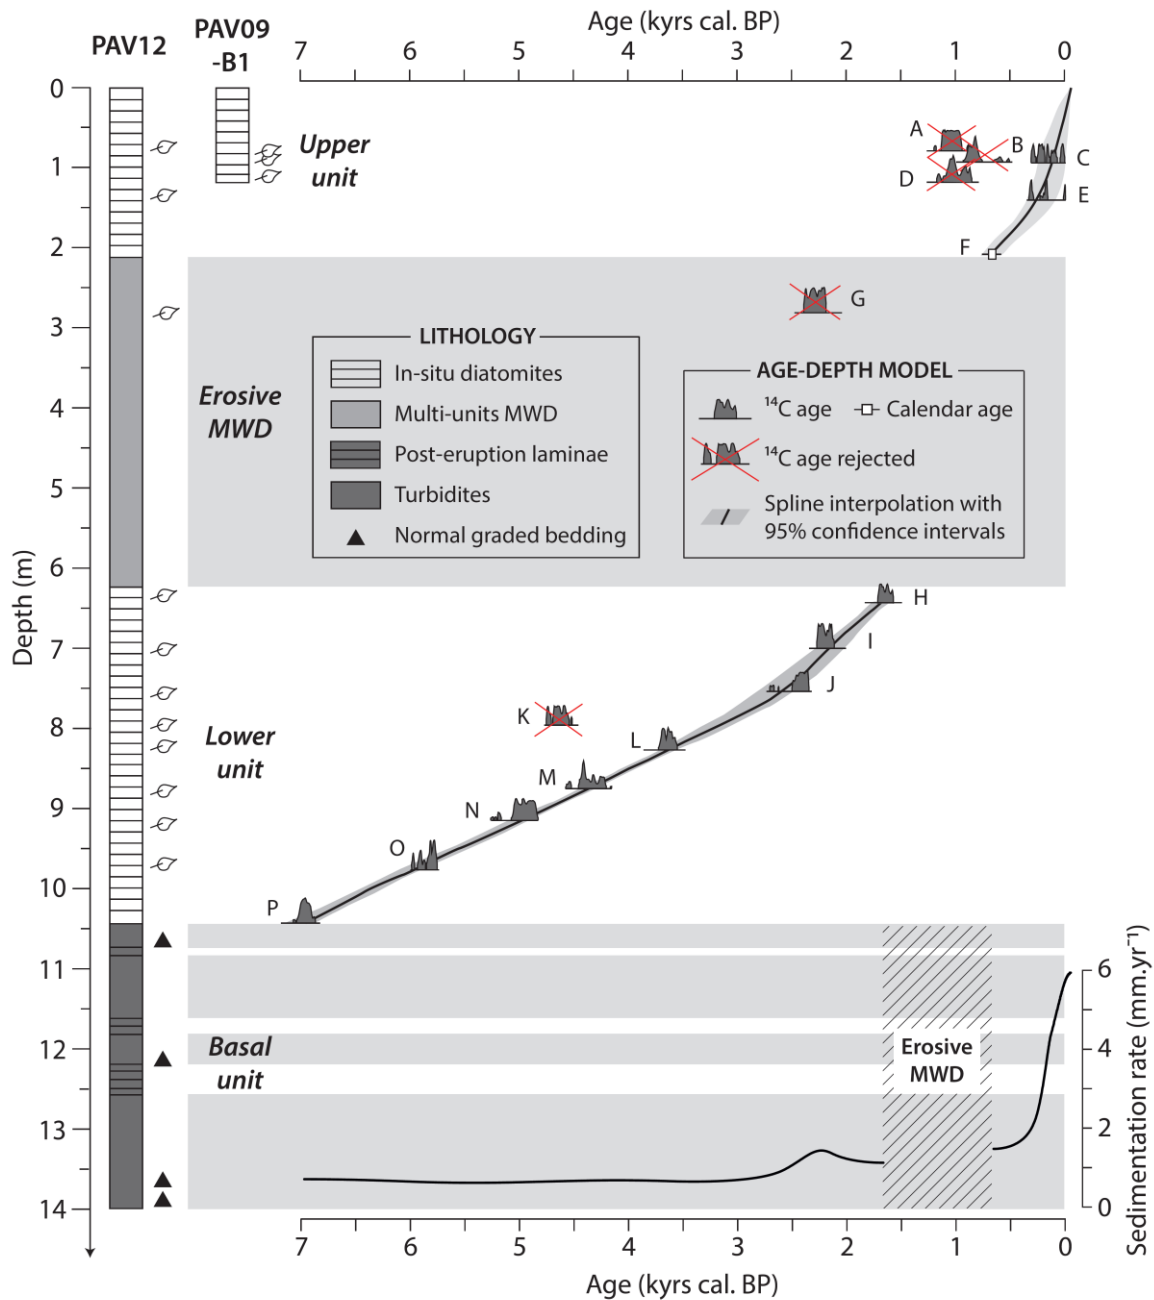 Age (kyrs cal. BP)
PAV12
PAV09
-B1
7 6 5 4 3 2 1 0
0
1
2
3
4
5
6
7
8
9
10
11
12
13
14
Depth (m)
Upper
unit
A
B
C
D
E
F
G
Erosive
MWD
LITHOLOGY
In-situ diatomites
Multi-units MWD
Post-eruption laminae
Turbidites
Normal graded bedding
AGE-DEPTH MODEL
¹⁴C age
Calendar age
¹⁴C age rejected
Spline interpolation with
95% confidence intervals
H
I
J
K
L
M
N
O
P
Lower
unit
Basal
unit
Erosive
MWD
6
4
2
0
Sedimentation rate (mm.yr⁻¹)
7 6 5 4 3 2 1 0
Age (kyrs cal. BP)